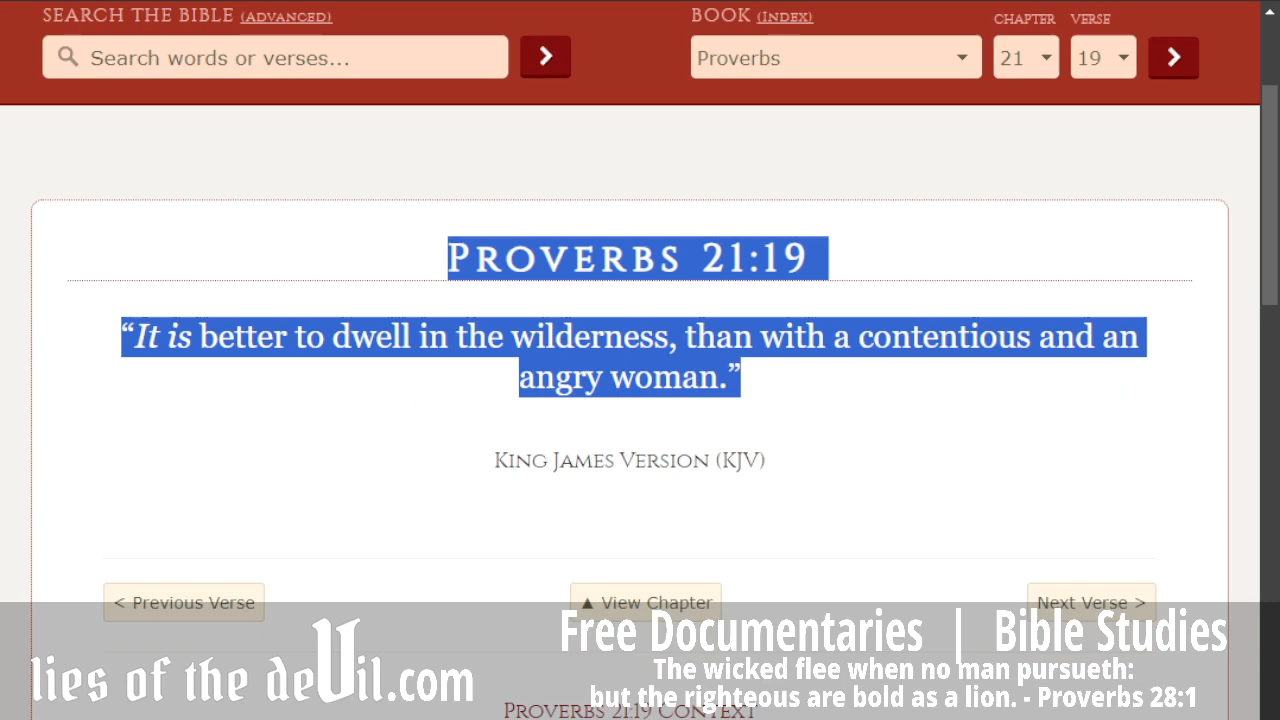 SEARCH THE BIBLE (ADVANCED)
BOOK (INDEX)
CHAPTER VERSE
Search words or verses...
Proverbs
21
19
PROVERBS 21:19
“It is better to dwell in the wilderness, than with a contentious and an
angry woman.”
KING JAMES VERSION (KJV)
< Previous Verse
▲ View Chapter
Next Verse >
Free Documentaries | Bible Studies
lies of the deVil.com
The wicked flee when no man pursueth:
but the righteous are bold as a lion. - Proverbs 28:1
PROVERBS 21:19 CONTEXT